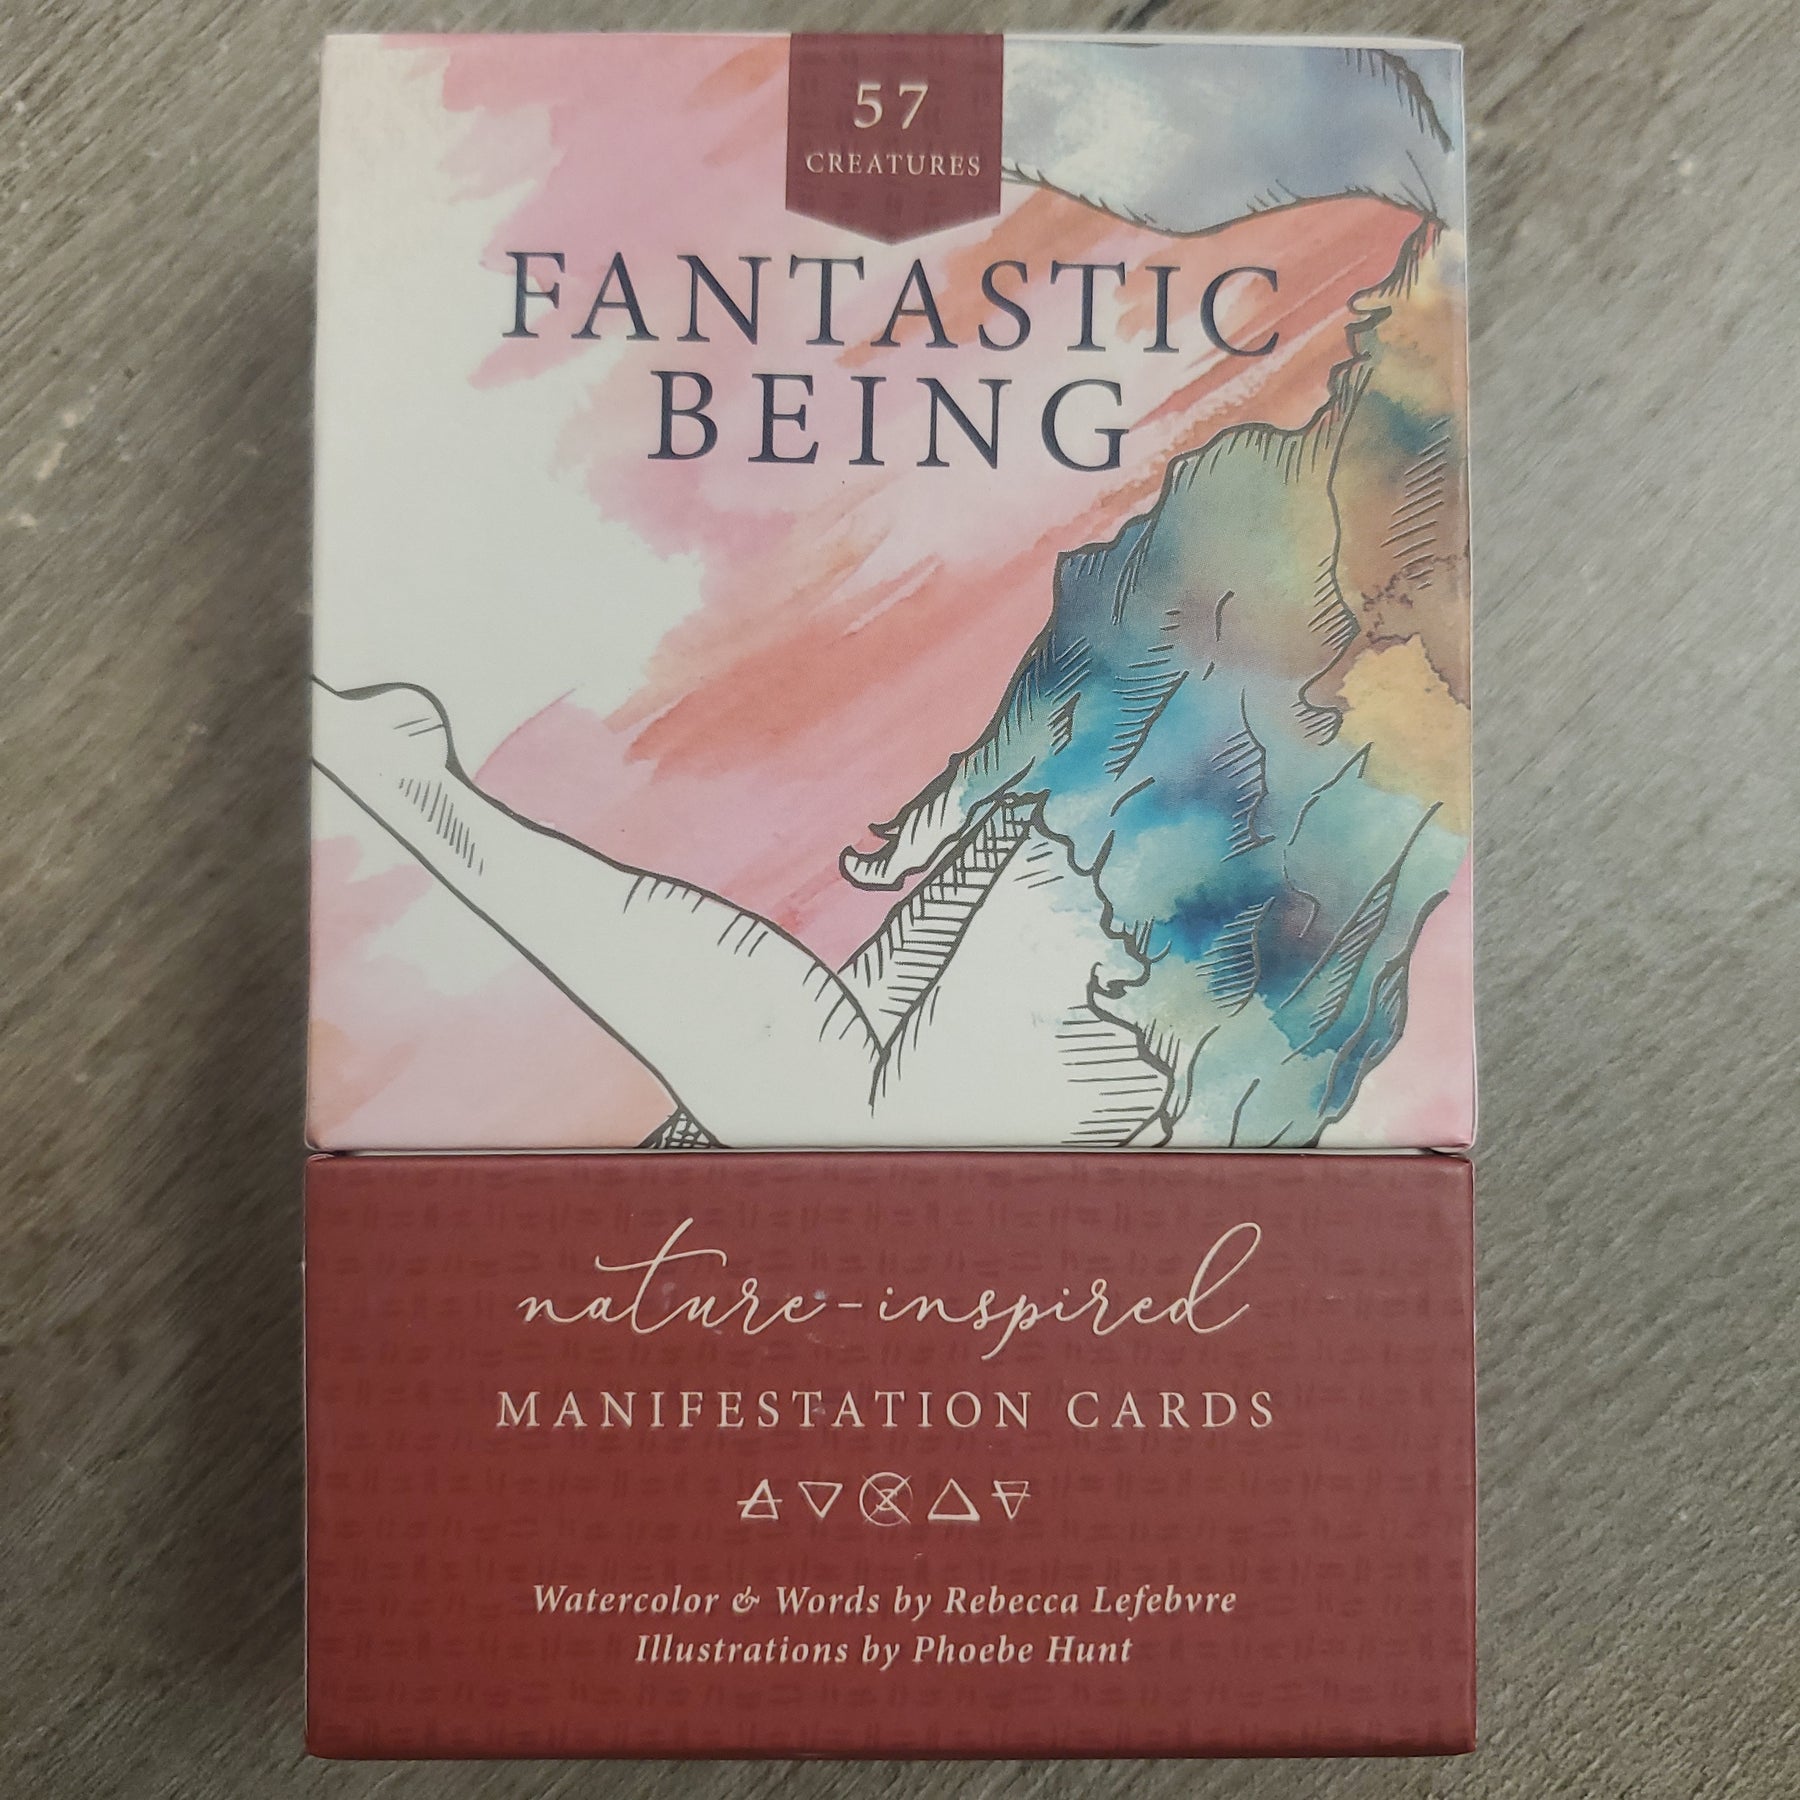 57
CREATURES
FANTASTIC
BEING
nature-inspired
MANIFESTATION CARDS
Watercolor & Words by Rebecca Lefebvre
Illustrations by Phoebe Hunt